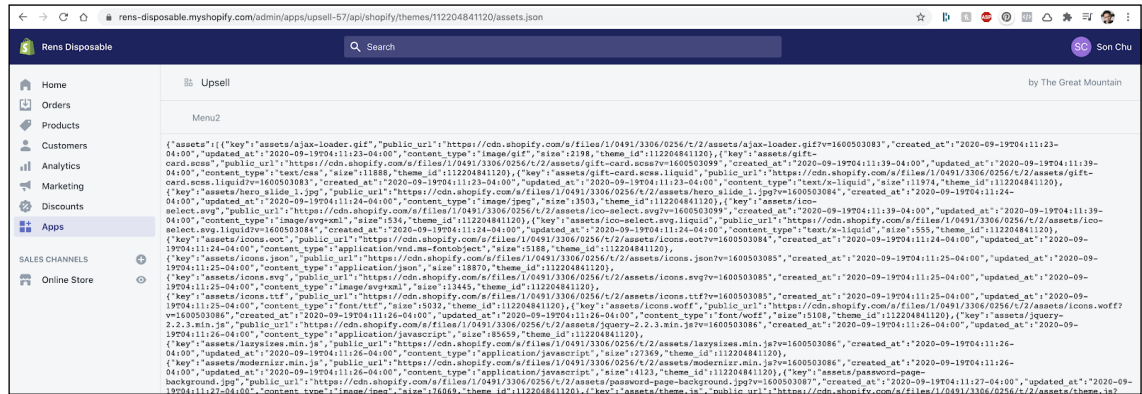 rens-disposable.myshopify.com/admin/apps/upsell-57/api/shopify/themes/112204841120/assets.json
Rens Disposable
Search
SC Son Chu
Home
Orders
Products
Customers
Analytics
Marketing
Discounts
Apps
SALES CHANNELS
Online Store
Upsell
by The Great Mountain
Menu2
{"assets":[{"key":"assets/ajax-loader.gif","public_url":"https://cdn.shopify.com/s/files/1/0491/3306/0256/t/2/assets/ajax-loader.gif?v=1600503083","created_at":"2020-09-19T04:11:23-
04:00","updated_at":"2020-09-19T04:11:23-04:00","content_type":"image/gif","size":2198,"theme_id":112204841120},{"key":"assets/gift-
card.scss","public_url":"https://cdn.shopify.com/s/files/1/0491/3306/0256/t/2/assets/gift-card.scss?v=1600503099","created_at":"2020-09-19T04:11:39-04:00","updated_at":"2020-09-19T04:11:39-
04:00","content_type":"text/css","size":11888,"theme_id":112204841120},{"key":"assets/gift-card.scss.liquid","public_url":"https://cdn.shopify.com/s/files/1/0491/3306/0256/t/2/assets/gift-
card.scss.liquid?v=1600503083","created_at":"2020-09-19T04:11:23-04:00","updated_at":"2020-09-19T04:11:23-04:00","content_type":"text/x-liquid","size":11974,"theme_id":112204841120},
{"key":"assets/hero_slide_1.jpg","public_url":"https://cdn.shopify.com/s/files/1/0491/3306/0256/t/2/assets/hero_slide_1.jpg?v=1600503084","created_at":"2020-09-19T04:11:24-
04:00","updated_at":"2020-09-19T04:11:24-04:00","content_type":"image/jpeg","size":3503,"theme_id":112204841120},{"key":"assets/ico-
select.svg","public_url":"https://cdn.shopify.com/s/files/1/0491/3306/0256/t/2/assets/ico-select.svg?v=1600503099","created_at":"2020-09-19T04:11:39-04:00","updated_at":"2020-09-19T04:11:39-
04:00","content_type":"image/svg+xml","size":534,"theme_id":112204841120},{"key":"assets/ico-select.svg.liquid","public_url":"https://cdn.shopify.com/s/files/1/0491/3306/0256/t/2/assets/ico-
select.svg.liquid?v=1600503084","created_at":"2020-09-19T04:11:24-04:00","updated_at":"2020-09-19T04:11:24-04:00","content_type":"text/x-liquid","size":555,"theme_id":112204841120},
{"key":"assets/icons.eot","public_url":"https://cdn.shopify.com/s/files/1/0491/3306/0256/t/2/assets/icons.eot?v=1600503084","created_at":"2020-09-19T04:11:24-04:00","updated_at":"2020-09-
19T04:11:24-04:00","content_type":"application/vnd.ms-fontobject","size":5188,"theme_id":112204841120},
{"key":"assets/icons.json","public_url":"https://cdn.shopify.com/s/files/1/0491/3306/0256/t/2/assets/icons.json?v=1600503085","created_at":"2020-09-19T04:11:25-04:00","updated_at":"2020-09-
19T04:11:25-04:00","content_type":"application/json","size":18870,"theme_id":112204841120},
{"key":"assets/icons.svg","public_url":"https://cdn.shopify.com/s/files/1/0491/3306/0256/t/2/assets/icons.svg?v=1600503085","created_at":"2020-09-19T04:11:25-04:00","updated_at":"2020-09-
19T04:11:25-04:00","content_type":"image/svg+xml","size":13445,"theme_id":112204841120},
{"key":"assets/icons.ttf","public_url":"https://cdn.shopify.com/s/files/1/0491/3306/0256/t/2/assets/icons.ttf?v=1600503085","created_at":"2020-09-19T04:11:25-04:00","updated_at":"2020-09-
19T04:11:25-04:00","content_type":"font/ttf","size":5032,"theme_id":112204841120},{"key":"assets/icons.woff","public_url":"https://cdn.shopify.com/s/files/1/0491/3306/0256/t/2/assets/icons.woff?
v=1600503086","created_at":"2020-09-19T04:11:26-04:00","updated_at":"2020-09-19T04:11:26-04:00","content_type":"font/woff","size":5108,"theme_id":112204841120},{"key":"assets/jquery-
2.2.3.min.js","public_url":"https://cdn.shopify.com/s/files/1/0491/3306/0256/t/2/assets/jquery-2.2.3.min.js?v=1600503086","created_at":"2020-09-19T04:11:26-04:00","updated_at":"2020-09-
19T04:11:26-04:00","content_type":"application/javascript","size":85659,"theme_id":112204841120},
{"key":"assets/lazysizes.min.js","public_url":"https://cdn.shopify.com/s/files/1/0491/3306/0256/t/2/assets/lazysizes.min.js?v=1600503086","created_at":"2020-09-19T04:11:26-
04:00","updated_at":"2020-09-19T04:11:26-04:00","content_type":"application/javascript","size":27369,"theme_id":112204841120},
{"key":"assets/modernizr.min.js","public_url":"https://cdn.shopify.com/s/files/1/0491/3306/0256/t/2/assets/modernizr.min.js?v=1600503086","created_at":"2020-09-19T04:11:26-
04:00","updated_at":"2020-09-19T04:11:26-04:00","content_type":"application/javascript","size":4123,"theme_id":112204841120},{"key":"assets/password-page-
background.jpg","public_url":"https://cdn.shopify.com/s/files/1/0491/3306/0256/t/2/assets/password-page-background.jpg?v=1600503087","created_at":"2020-09-19T04:11:27-04:00","updated_at":"2020-09-
19T04:11:27-04:00","content_type":"image/jpeg","size":76069,"theme_id":112204841120},{"key":"assets/theme.js","public_url":"https://cdn.shopify.com/s/files/1/0491/3306/0256/t/2/assets/theme.js?